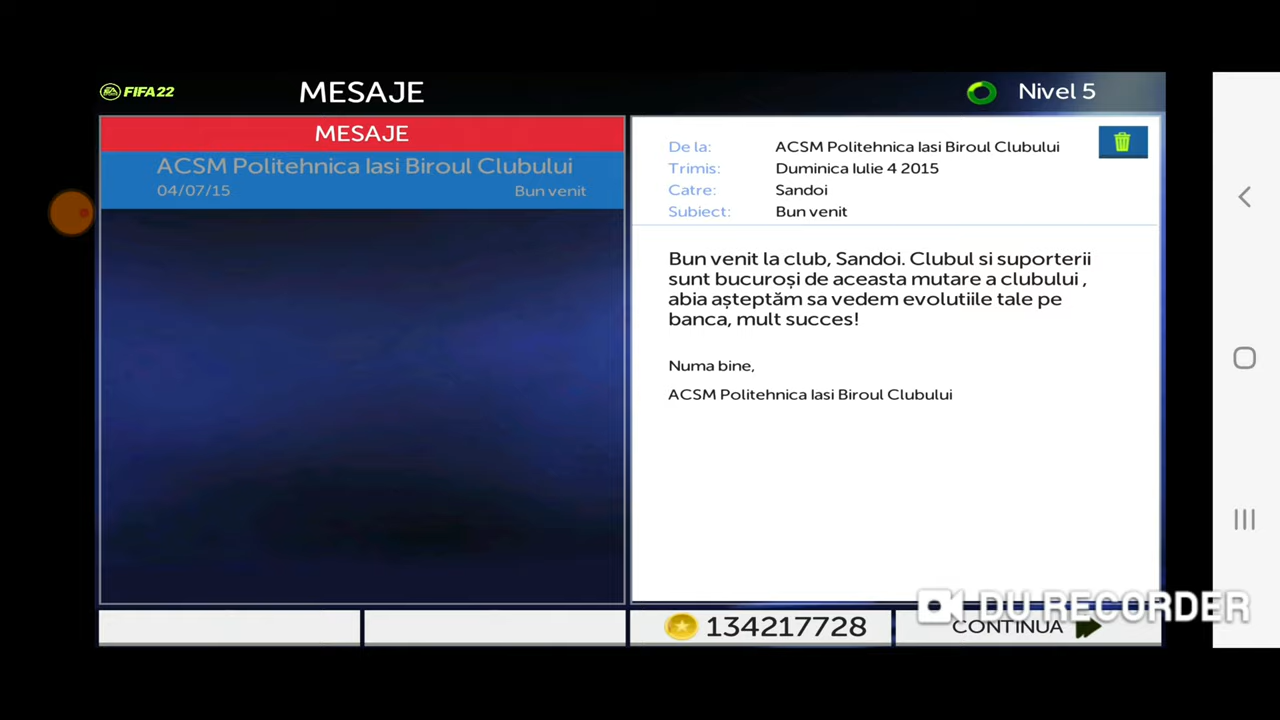 FIFA 22
MESAJE
Nivel 5
MESAJE
ACSM Politehnica Iasi Biroul Clubului
04/07/15
Bun venit
De la:
ACSM Politehnica Iasi Biroul Clubului
Trimis:
Duminica Iulie 4 2015
Catre:
Sandoi
Subiect:
Bun venit
Bun venit la club, Sandoi. Clubul si suporterii
sunt bucuroși de aceasta mutare a clubului ,
abia așteptăm sa vedem evolutiile tale pe
banca, mult succes!
Numa bine,
ACSM Politehnica Iasi Biroul Clubului
134217728
CONTINUA
DU RECORDER